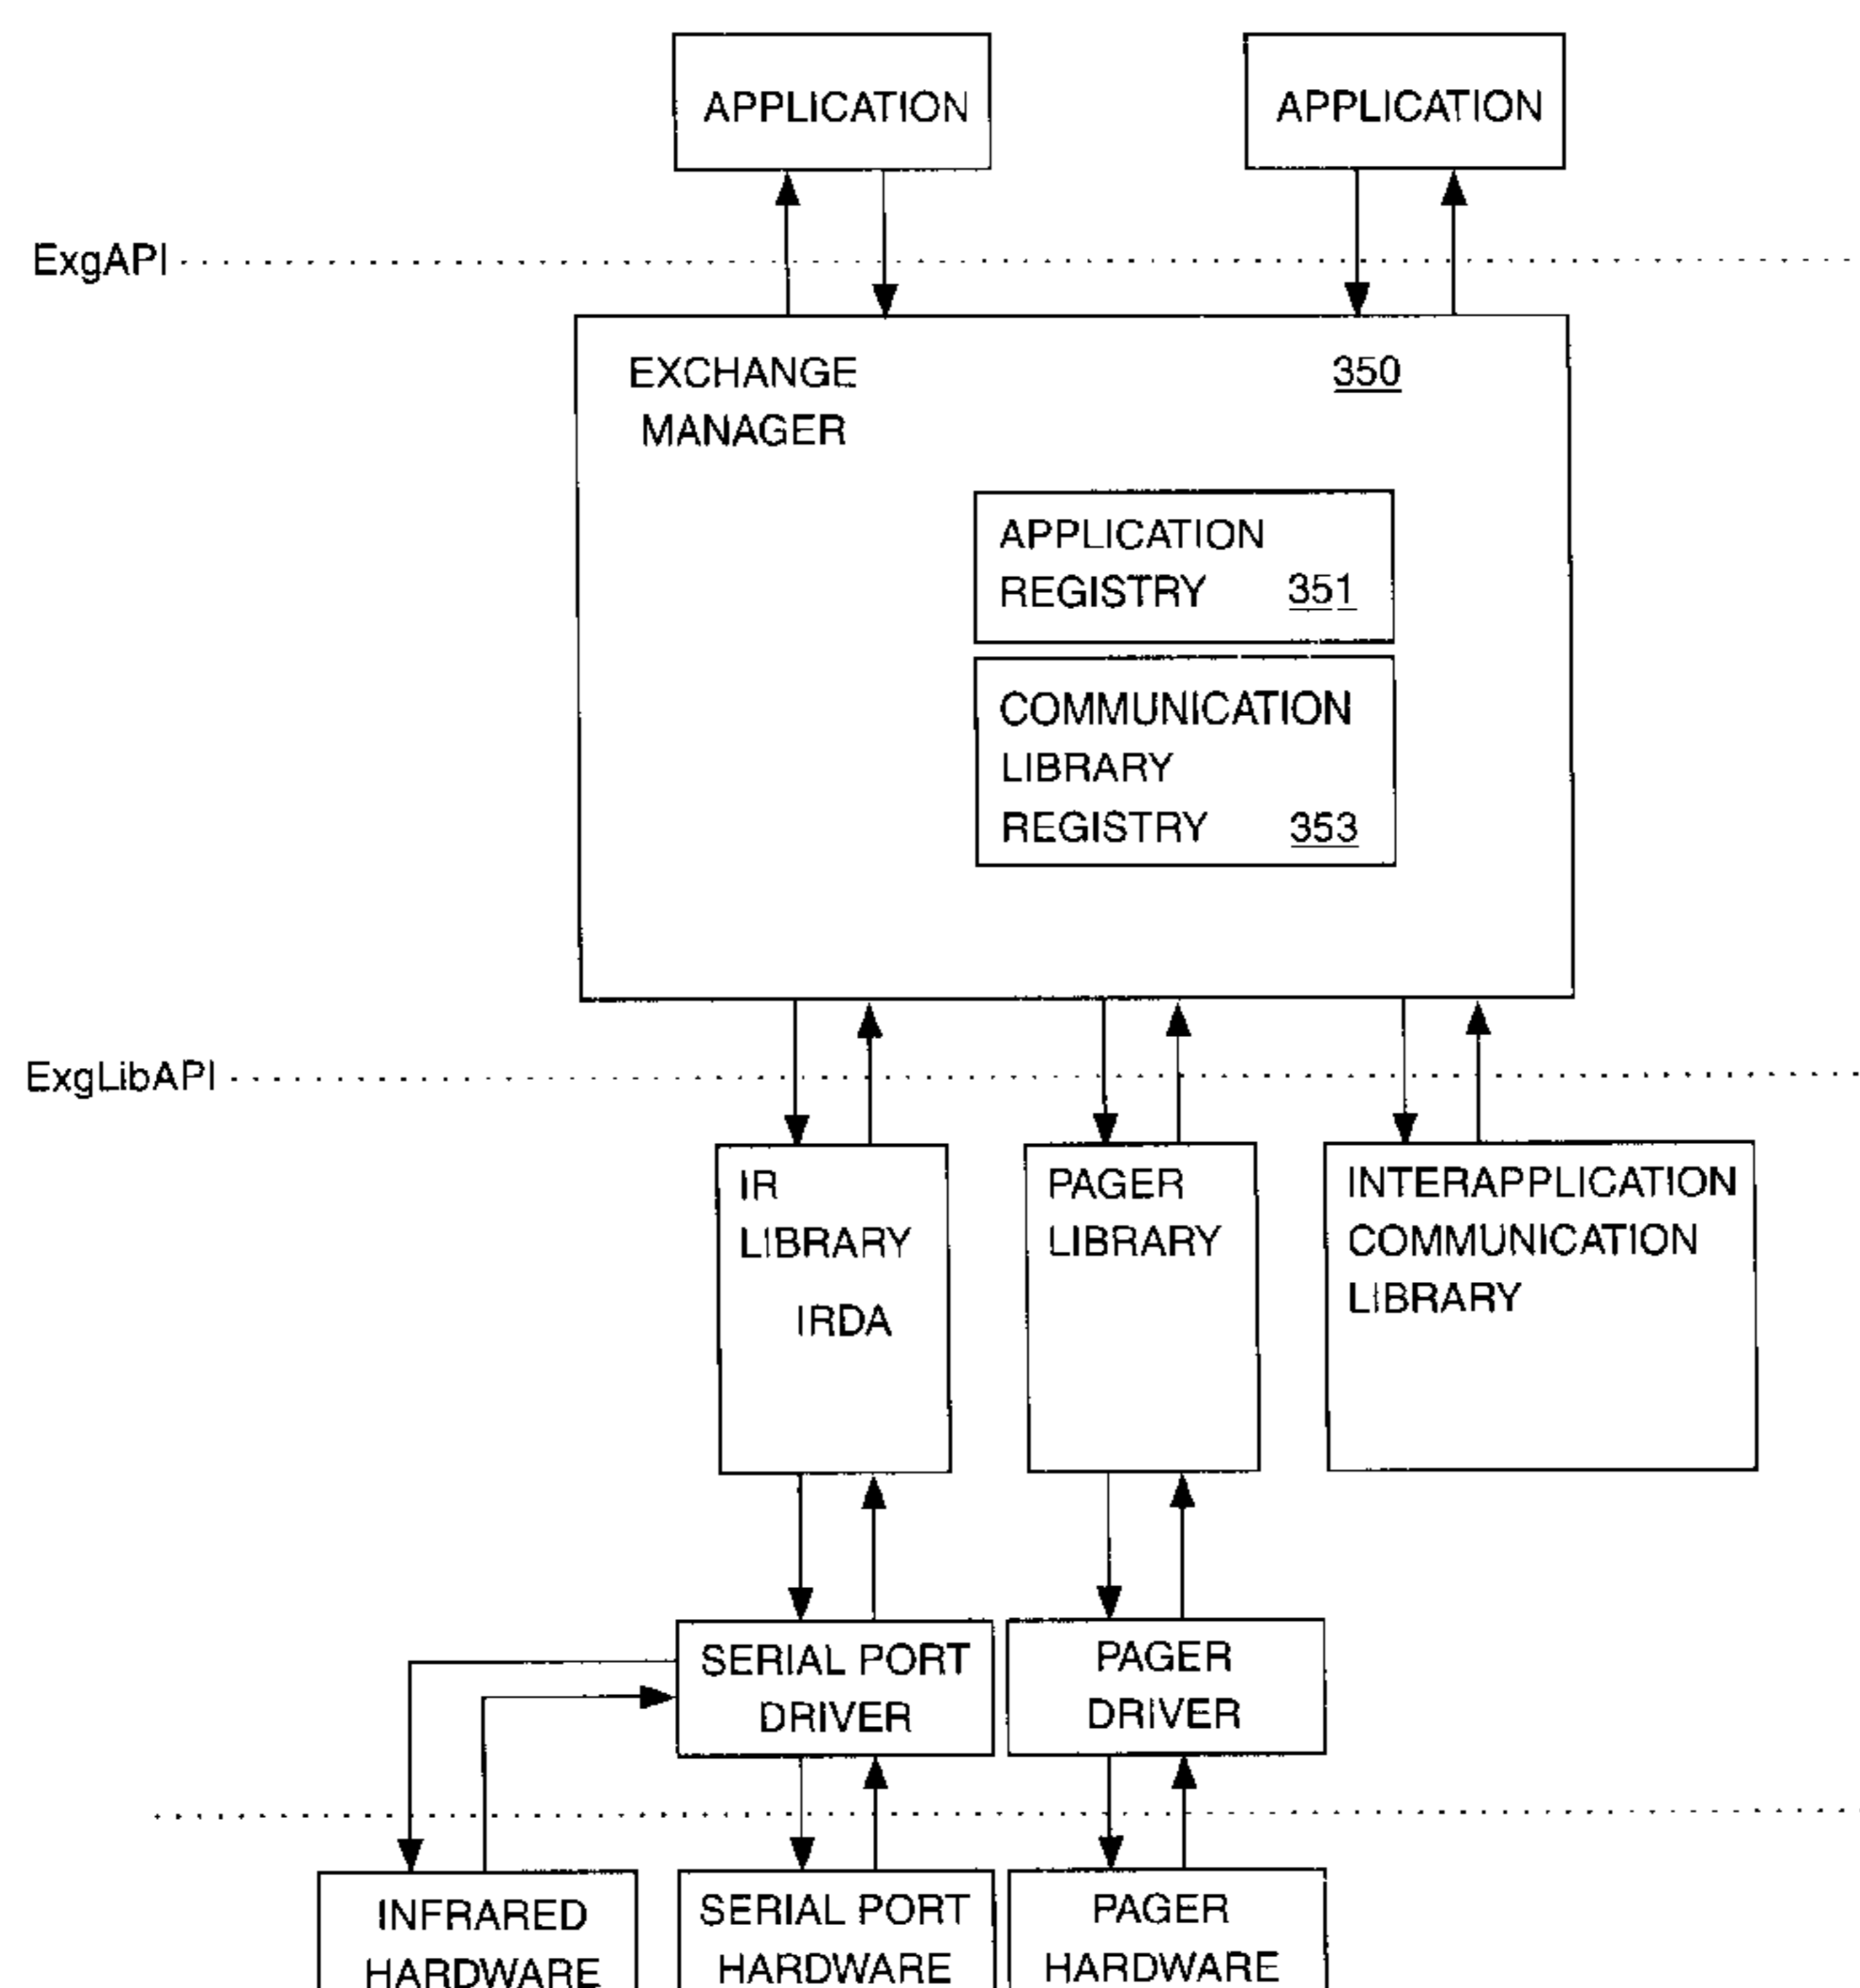 APPLICATION
APPLICATION
ExgAPI
EXCHANGE
MANAGER
350
APPLICATION
REGISTRY 351
COMMUNICATION
LIBRARY
REGISTRY 353
ExgLibAPI
IR
LIBRARY
IRDA
PAGER
LIBRARY
INTERAPPLICATION
COMMUNICATION
LIBRARY
SERIAL PORT
DRIVER
PAGER
DRIVER
INFRARED
HARDWARE
SERIAL PORT
HARDWARE
PAGER
HARDWARE